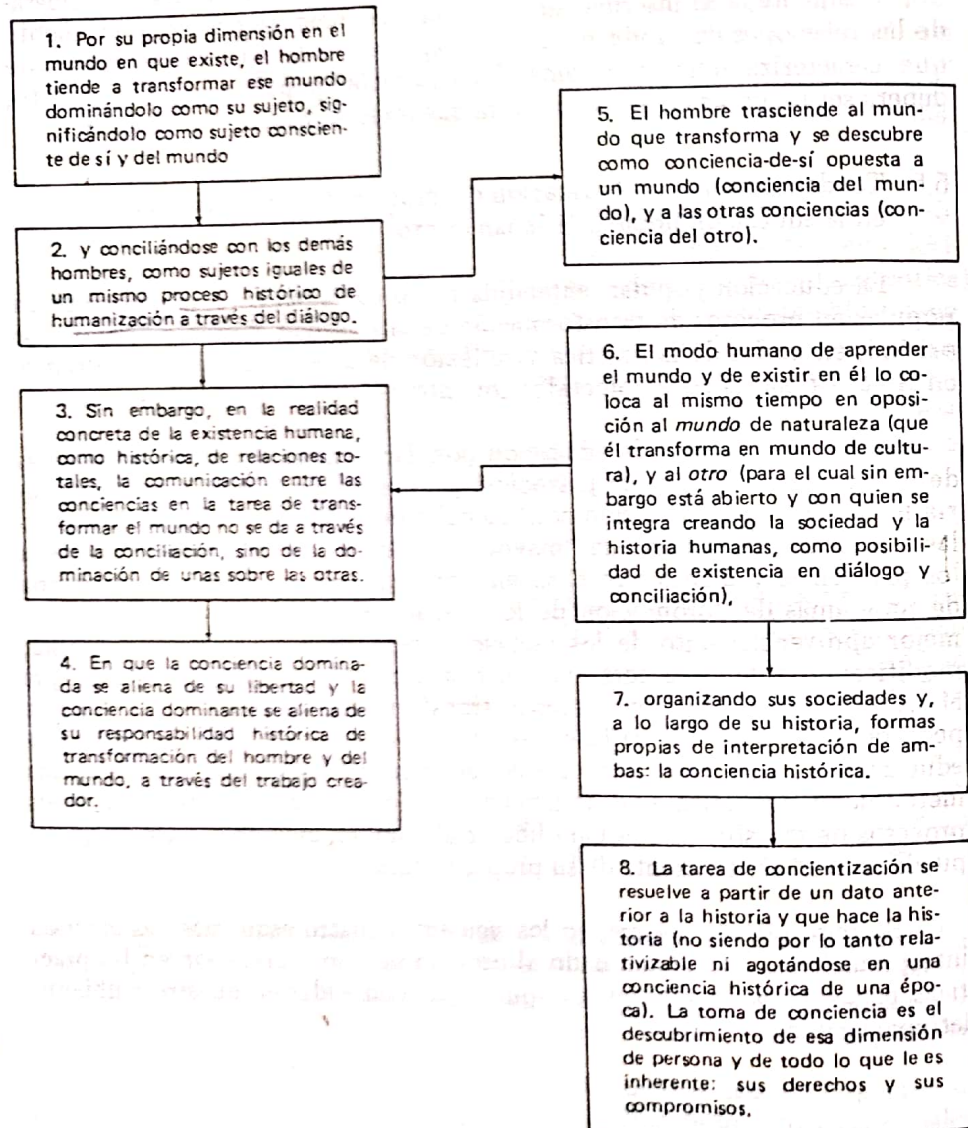 1. Por su propia dimensión en el
mundo en que existe, el hombre
tiende a transformar ese mundo
dominándolo como su sujeto, sig-
nificándolo como sujeto conscien-
te de sí y del mundo
2. y conciliándose con los demás
hombres, como sujetos iguales de
un mismo proceso histórico de
humanización a través del diálogo.
3. Sin embargo, en la realidad
concreta de la existencia humana,
como histórica, de relaciones to-
tales, la comunicación entre las
conciencias en la tarea de trans-
formar el mundo no se da a través
de la conciliación, sino de la do-
minación de unas sobre las otras.
4. En que la conciencia domina-
da se aliena de su libertad y la
conciencia dominante se aliena de
su responsabilidad histórica de
transformación del hombre y del
mundo, a través del trabajo crea-
dor.
5. El hombre trasciende al mun-
do que transforma y se descubre
como conciencia-de-sí opuesta a
un mundo (conciencia del mun-
do), y a las otras conciencias (con-
ciencia del otro).
6. El modo humano de aprender
el mundo y de existir en él lo co-
loca al mismo tiempo en oposi-
ción al mundo de naturaleza (que
él transforma en mundo de cultu-
ra), y al otro (para el cual sin em-
bargo está abierto y con quien se
integra creando la sociedad y la
historia humanas, como posibili-
dad de existencia en diálogo y
conciliación),
7. organizando sus sociedades y,
a lo largo de su historia, formas
propias de interpretación de am-
bas: la conciencia histórica.
8. La tarea de concientización se
resuelve a partir de un dato ante-
rior a la historia y que hace la his-
toria (no siendo por lo tanto rela-
tivizable ni agotándose en una
conciencia histórica de una épo-
ca). La toma de conciencia es el
descubrimiento de esa dimensión
de persona y de todo lo que le es
inherente: sus derechos y sus
compromisos.